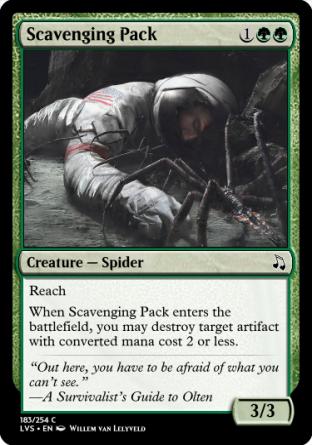 Scavenging Pack 1
Creature — Spider
Reach
When Scavenging Pack enters the
battlefield, you may destroy target artifact
with converted mana cost 2 or less.
“Out here, you have to be afraid of what you
can’t see.”
—A Survivalist’s Guide to Olten
3/3
183/254 C
LVS • EN Willem van Lelyveld